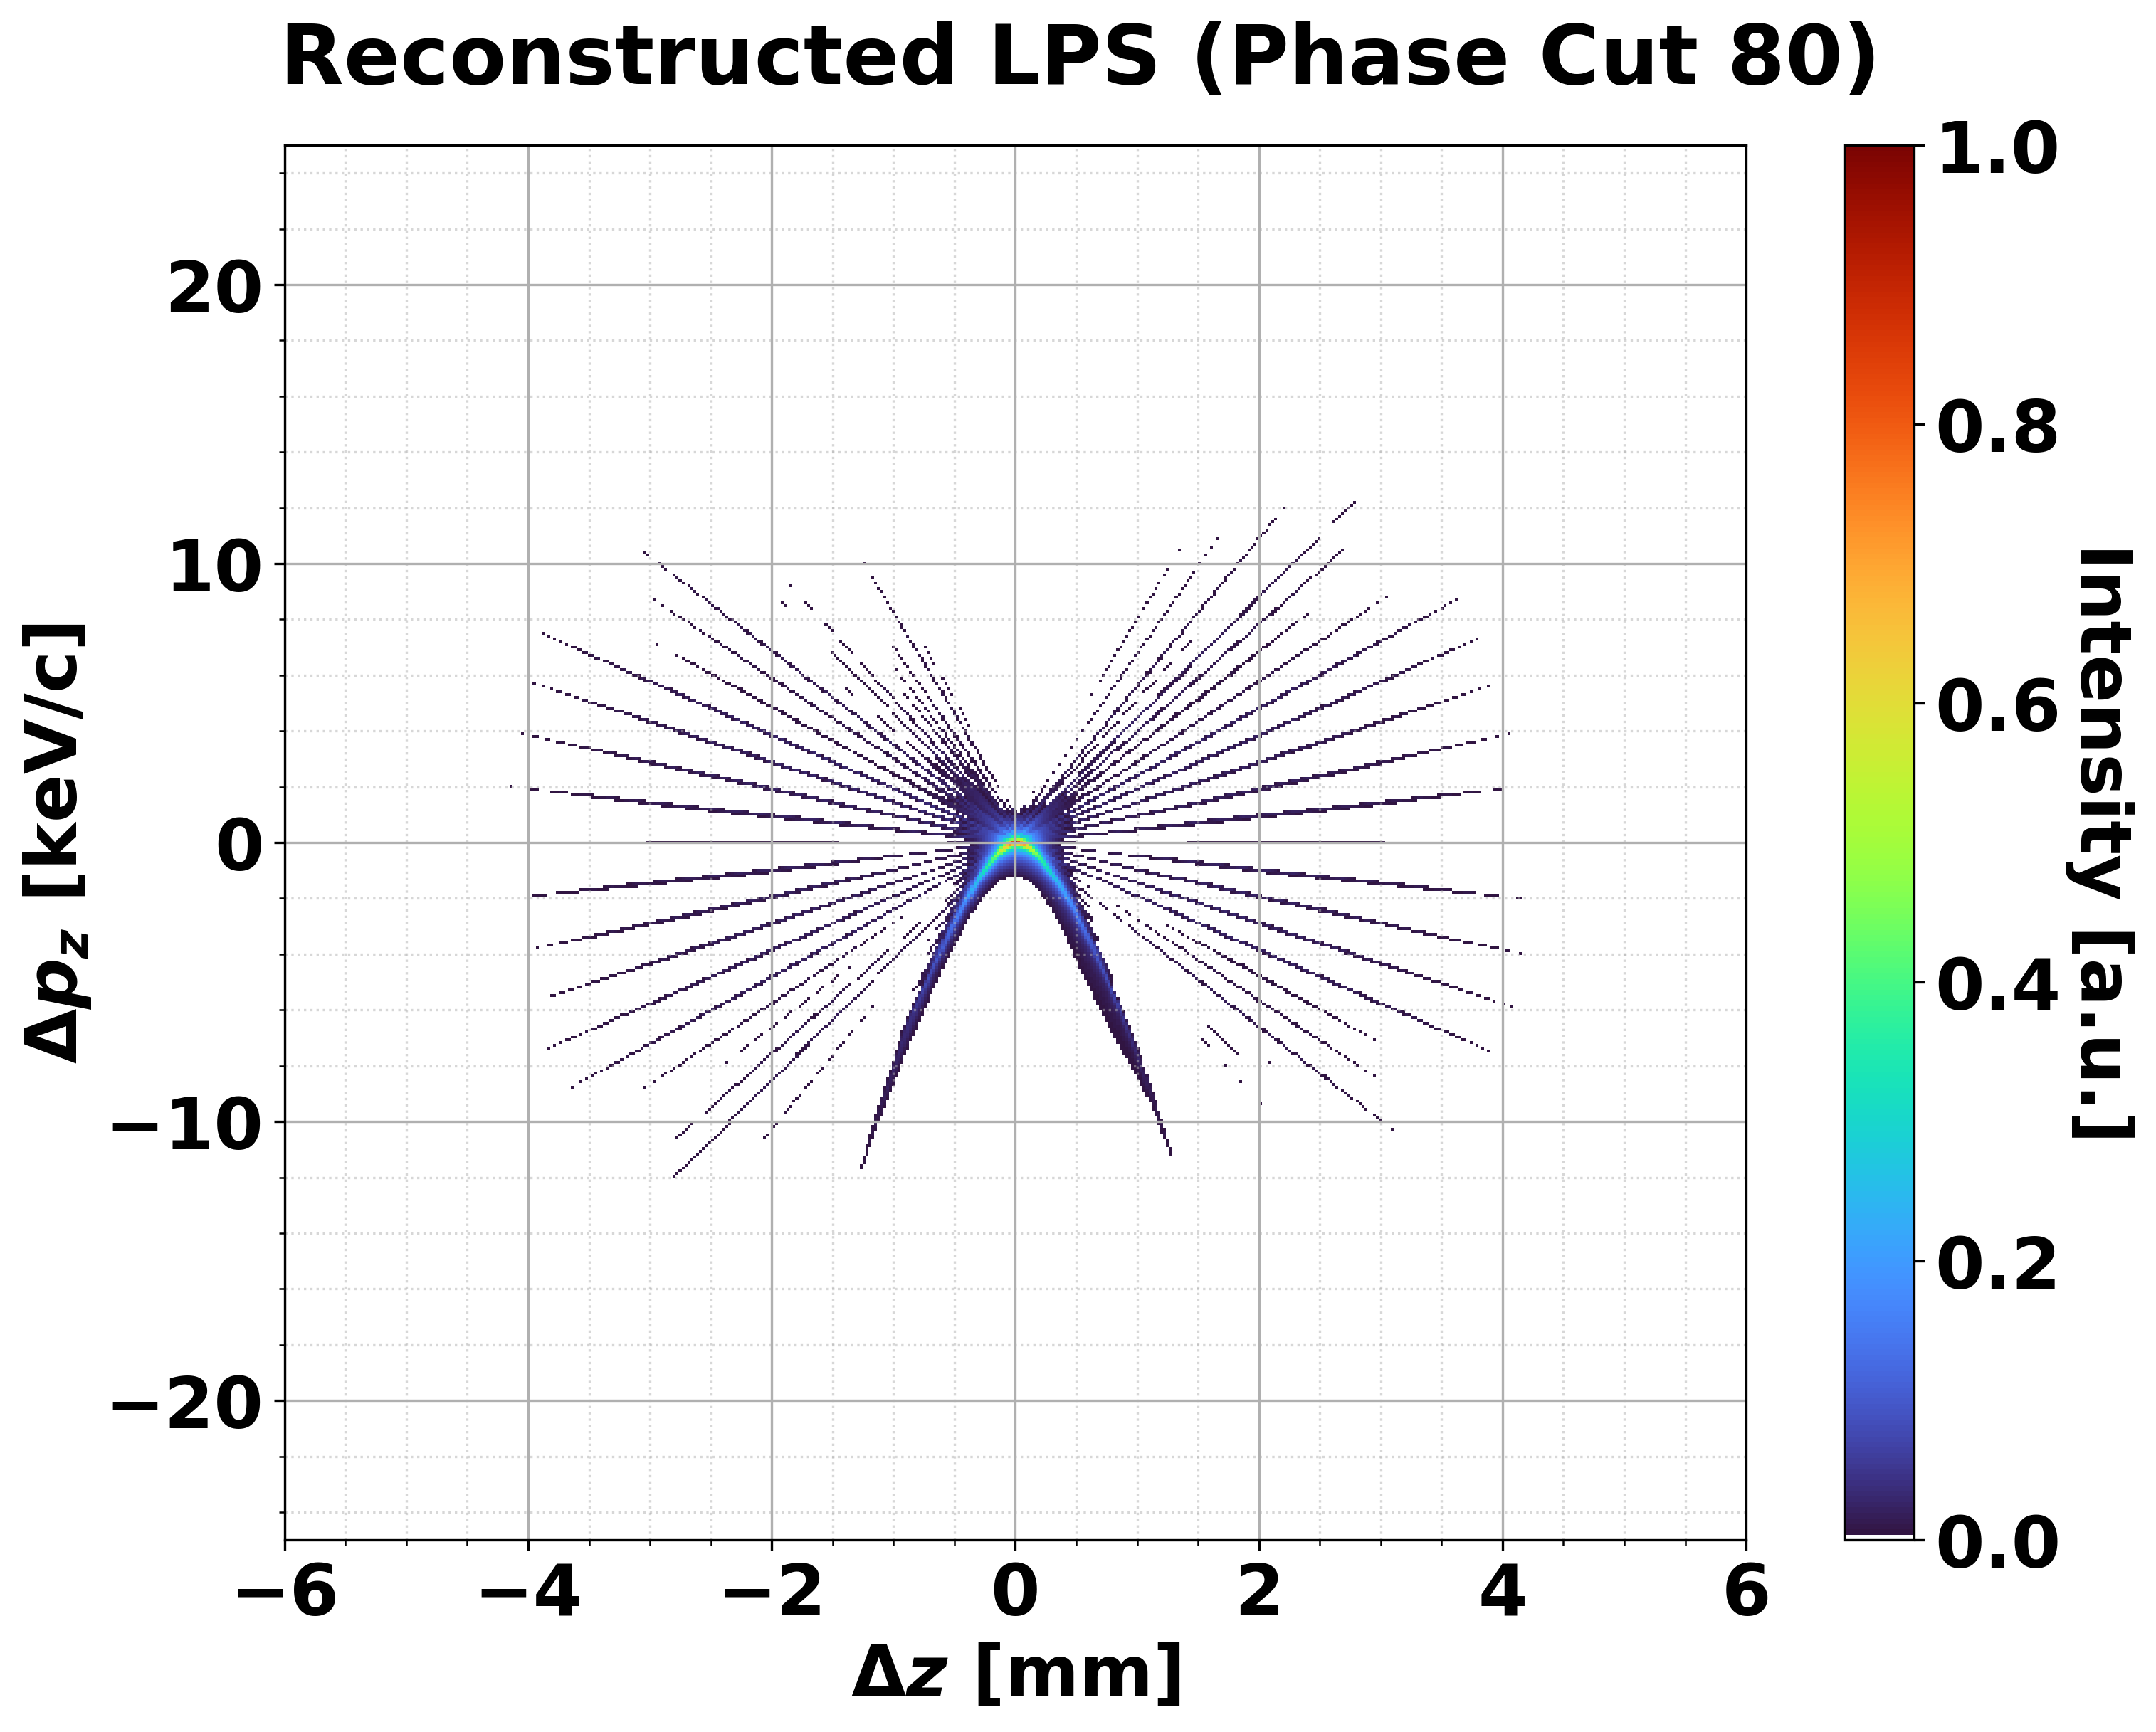 Reconstructed LPS (Phase Cut 80)
Δp_z [keV/c]
20
10
0
−10
−20
−6 −4 −2 0 2 4 6
Δz [mm]
1.0
0.8
0.6
0.4
0.2
0.0
Intensity [a.u.]